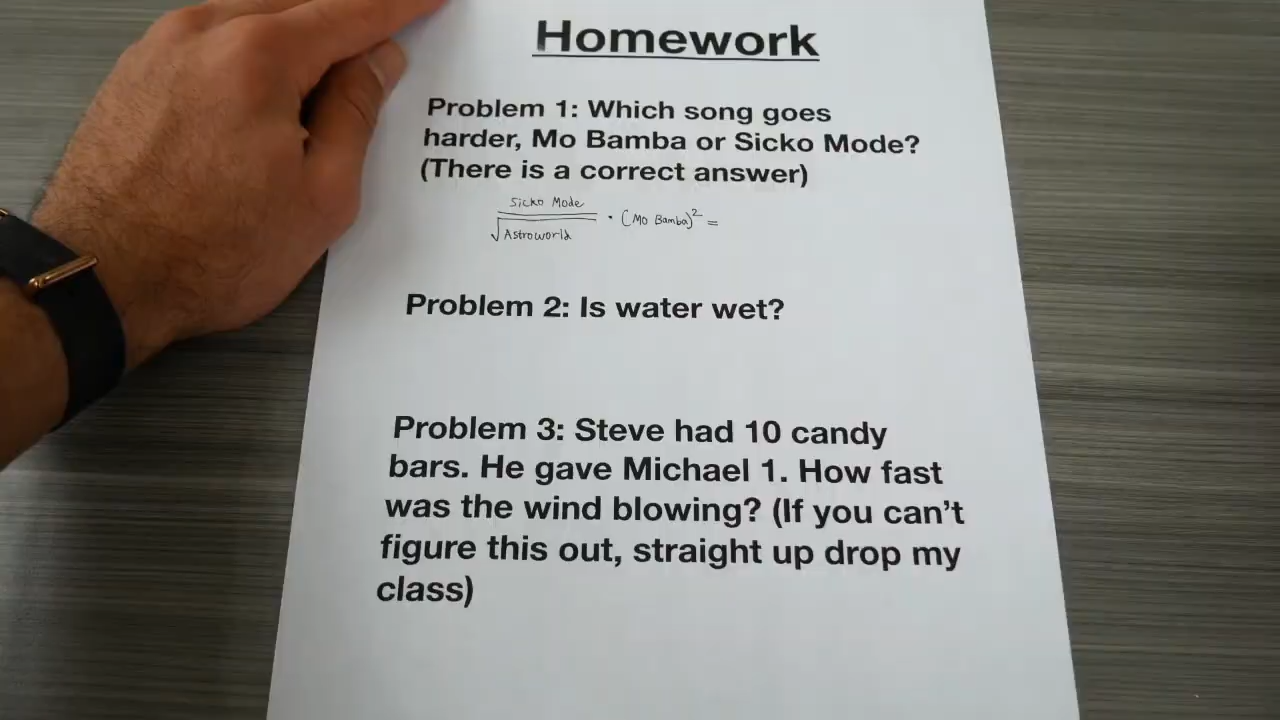 Homework
Problem 1: Which song goes
harder, Mo Bamba or Sicko Mode?
(There is a correct answer)
Sicko Mode
√Astroworld · (Mo Bamba)² =
Problem 2: Is water wet?
Problem 3: Steve had 10 candy
bars. He gave Michael 1. How fast
was the wind blowing? (If you can't
figure this out, straight up drop my
class)